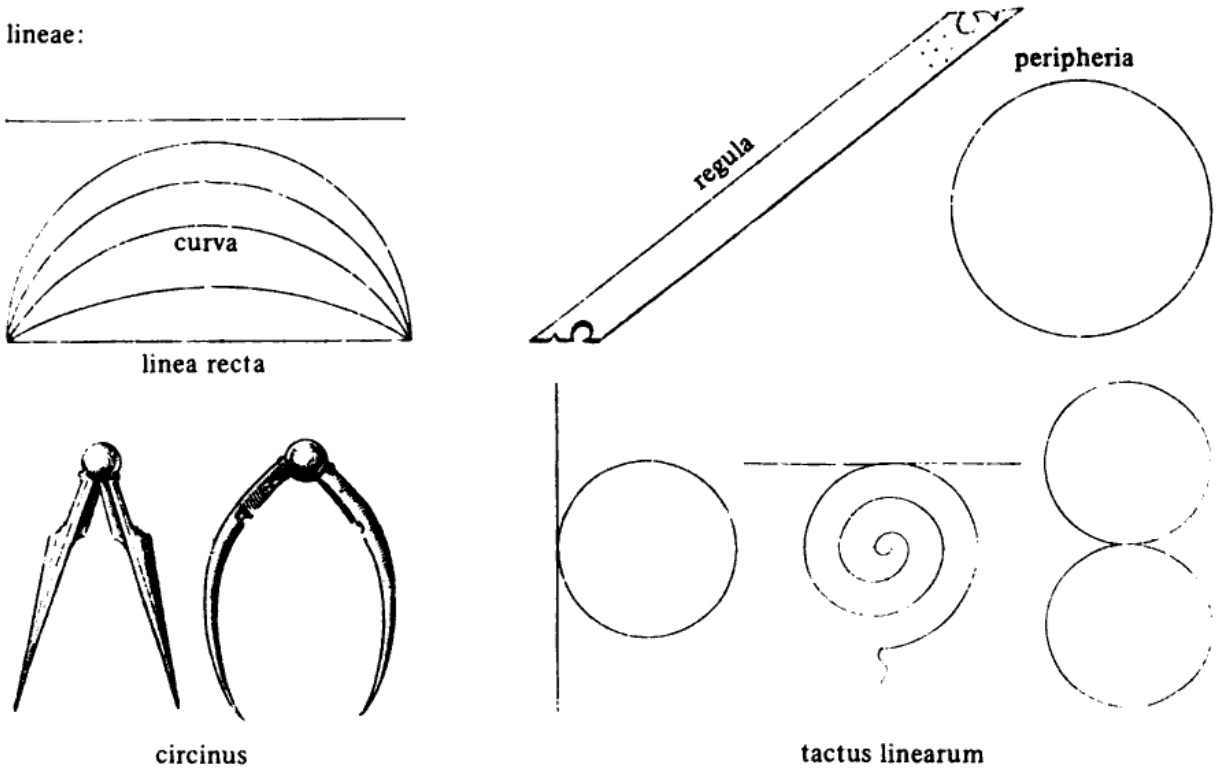 lineae:
peripheria
regula
curva
linea recta
circinus
tactus linearum